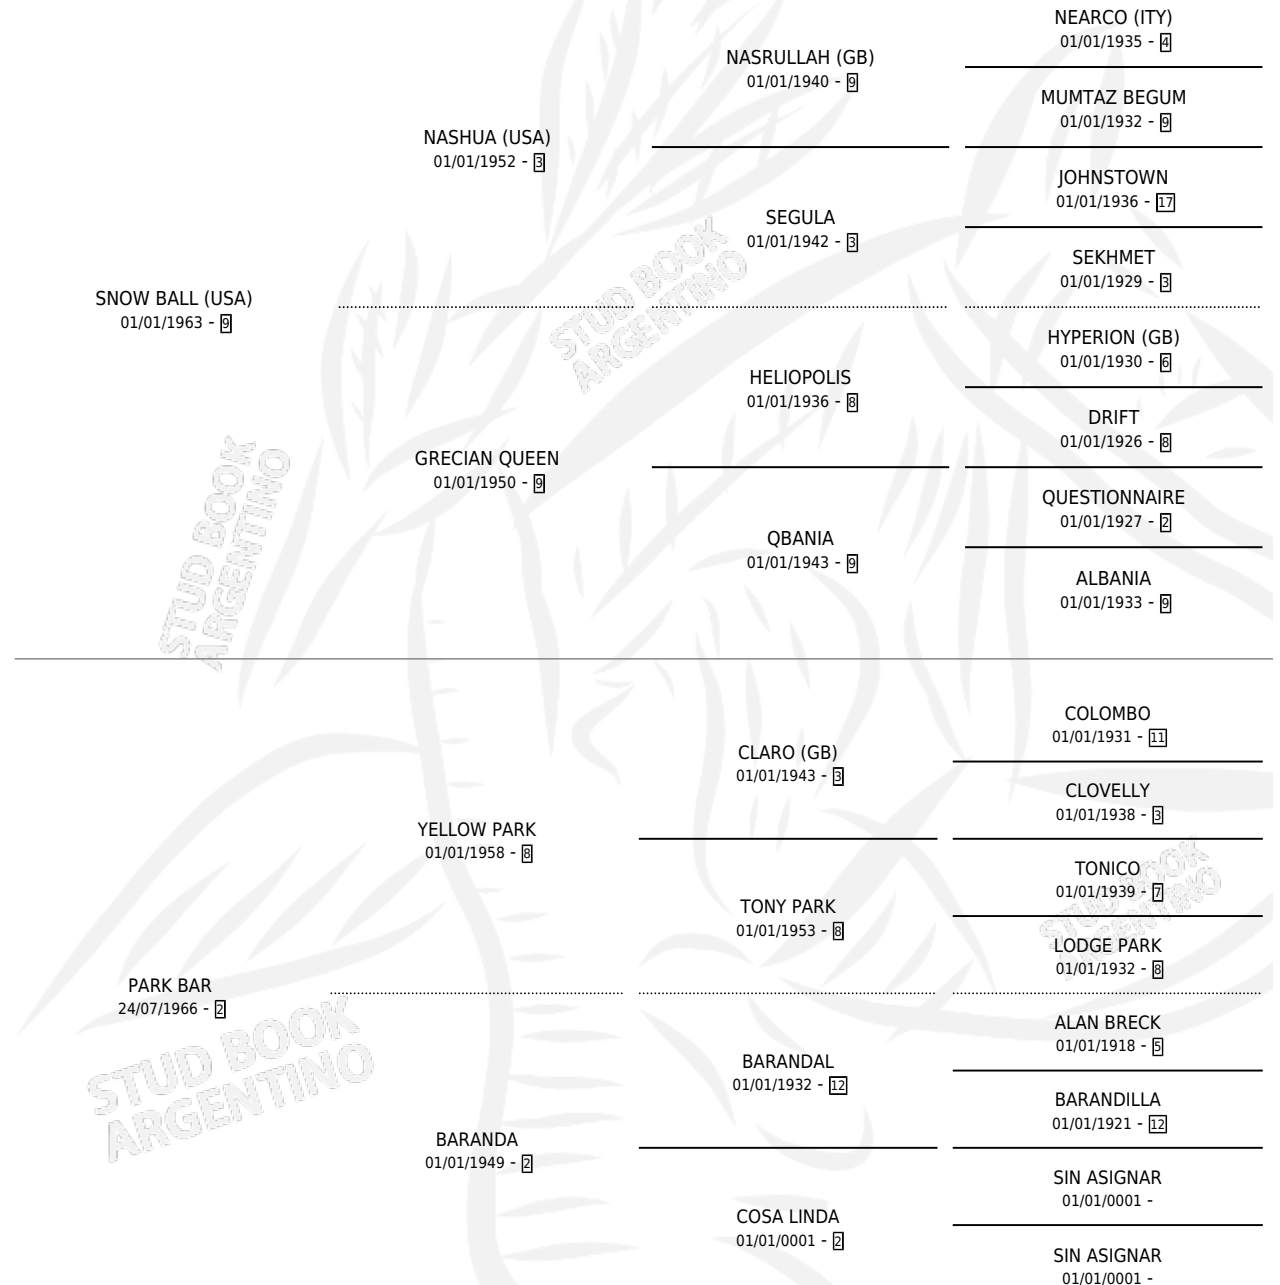 NEARCO (ITY)
01/01/1935 - 4
NASRULLAH (GB)
01/01/1940 - 9
MUMTAZ BEGUM
01/01/1932 - 9
NASHUA (USA)
01/01/1952 - 3
JOHNSTOWN
01/01/1936 - 17
SEGULA
01/01/1942 - 3
SEKHMET
01/01/1929 - 3
SNOW BALL (USA)
01/01/1963 - 9
HYPERION (GB)
01/01/1930 - 6
HELIOPOLIS
01/01/1936 - 8
DRIFT
01/01/1926 - 8
GRECIAN QUEEN
01/01/1950 - 9
QUESTIONNAIRE
01/01/1927 - 2
QBANIA
01/01/1943 - 9
ALBANIA
01/01/1933 - 9
COLOMBO
01/01/1931 - 11
CLARO (GB)
01/01/1943 - 3
CLOVELLY
01/01/1938 - 3
YELLOW PARK
01/01/1958 - 8
TONICO
01/01/1939 - 7
TONY PARK
01/01/1953 - 8
LODGE PARK
01/01/1932 - 8
PARK BAR
24/07/1966 - 2
ALAN BRECK
01/01/1918 - 5
BARANDAL
01/01/1932 - 12
BARANDILLA
01/01/1921 - 12
BARANDA
01/01/1949 - 2
SIN ASIGNAR
01/01/0001 -
COSA LINDA
01/01/0001 - 2
SIN ASIGNAR
01/01/0001 -
STUD BOOK
ARGENTINO
STUD BOOK
ARGENTINO
STUD BOOK
ARGENTINO
STUD BOOK
ARGENTINO